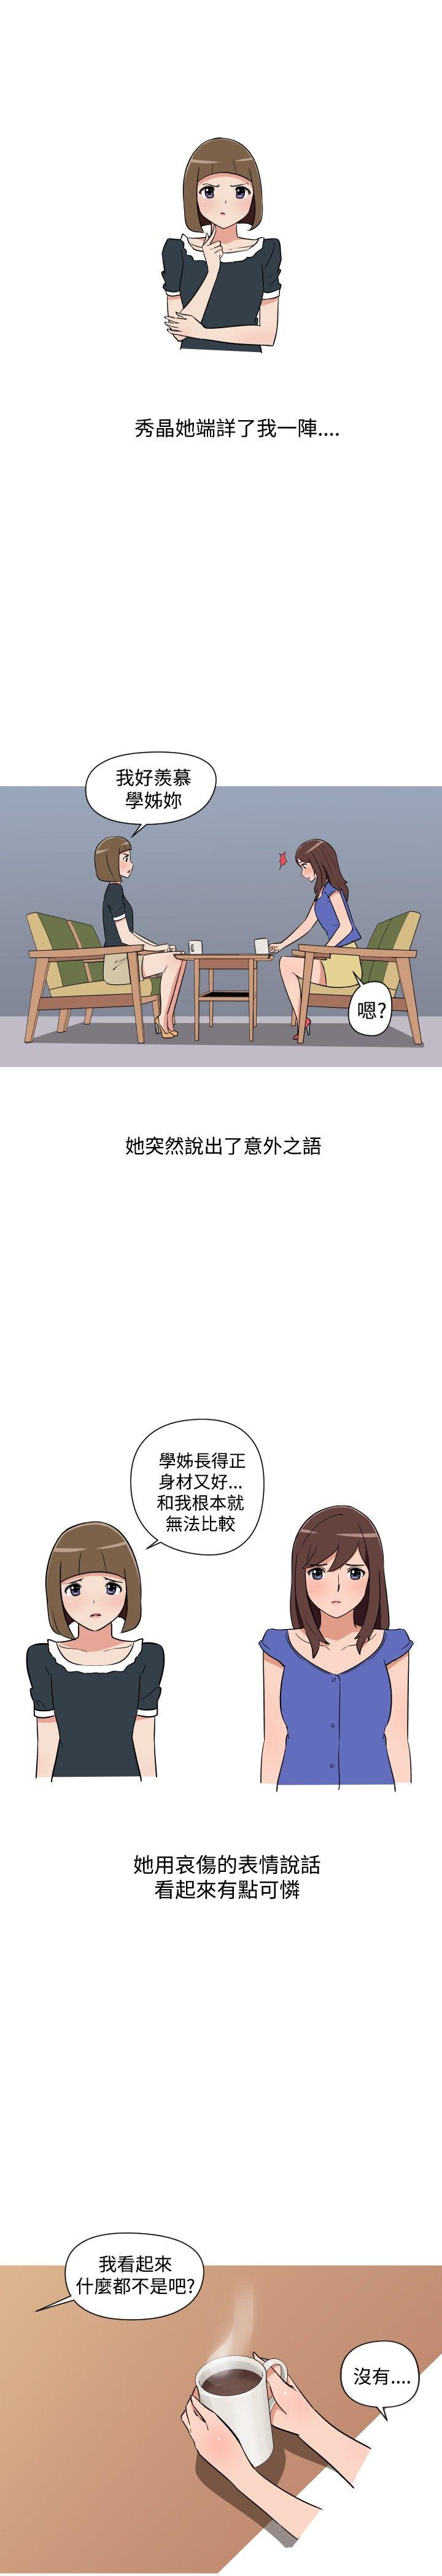 秀晶她端詳了我一陣....
我好羨慕
學姊妳
嗯?
她突然說出了意外之語
學姊長得正
身材又好...
和我根本就
無法比較
她用哀傷的表情說話
看起來有點可憐
我看起來
什麼都不是吧?
沒有....